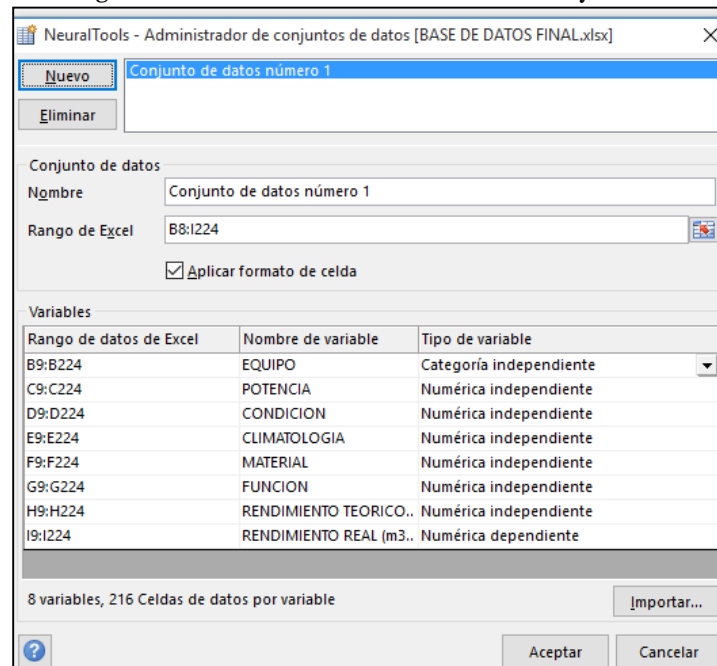 NeuralTools - Administrador de conjuntos de datos [BASE DE DATOS FINAL.xlsx]
Nuevo
Conjunto de datos número 1
Eliminar
Conjunto de datos
Nombre
Conjunto de datos número 1
Rango de Excel
B8:I224
Aplicar formato de celda
Variables
Rango de datos de Excel Nombre de variable Tipo de variable
B9:B224 EQUIPO Categoría independiente
C9:C224 POTENCIA Numérica independiente
D9:D224 CONDICION Numérica independiente
E9:E224 CLIMATOLOGIA Numérica independiente
F9:F224 MATERIAL Numérica independiente
G9:G224 FUNCION Numérica independiente
H9:H224 RENDIMIENTO TEORICO.. Numérica independiente
I9:I224 RENDIMIENTO REAL (m3.. Numérica dependiente
8 variables, 216 Celdas de datos por variable
Importar...
Aceptar
Cancelar